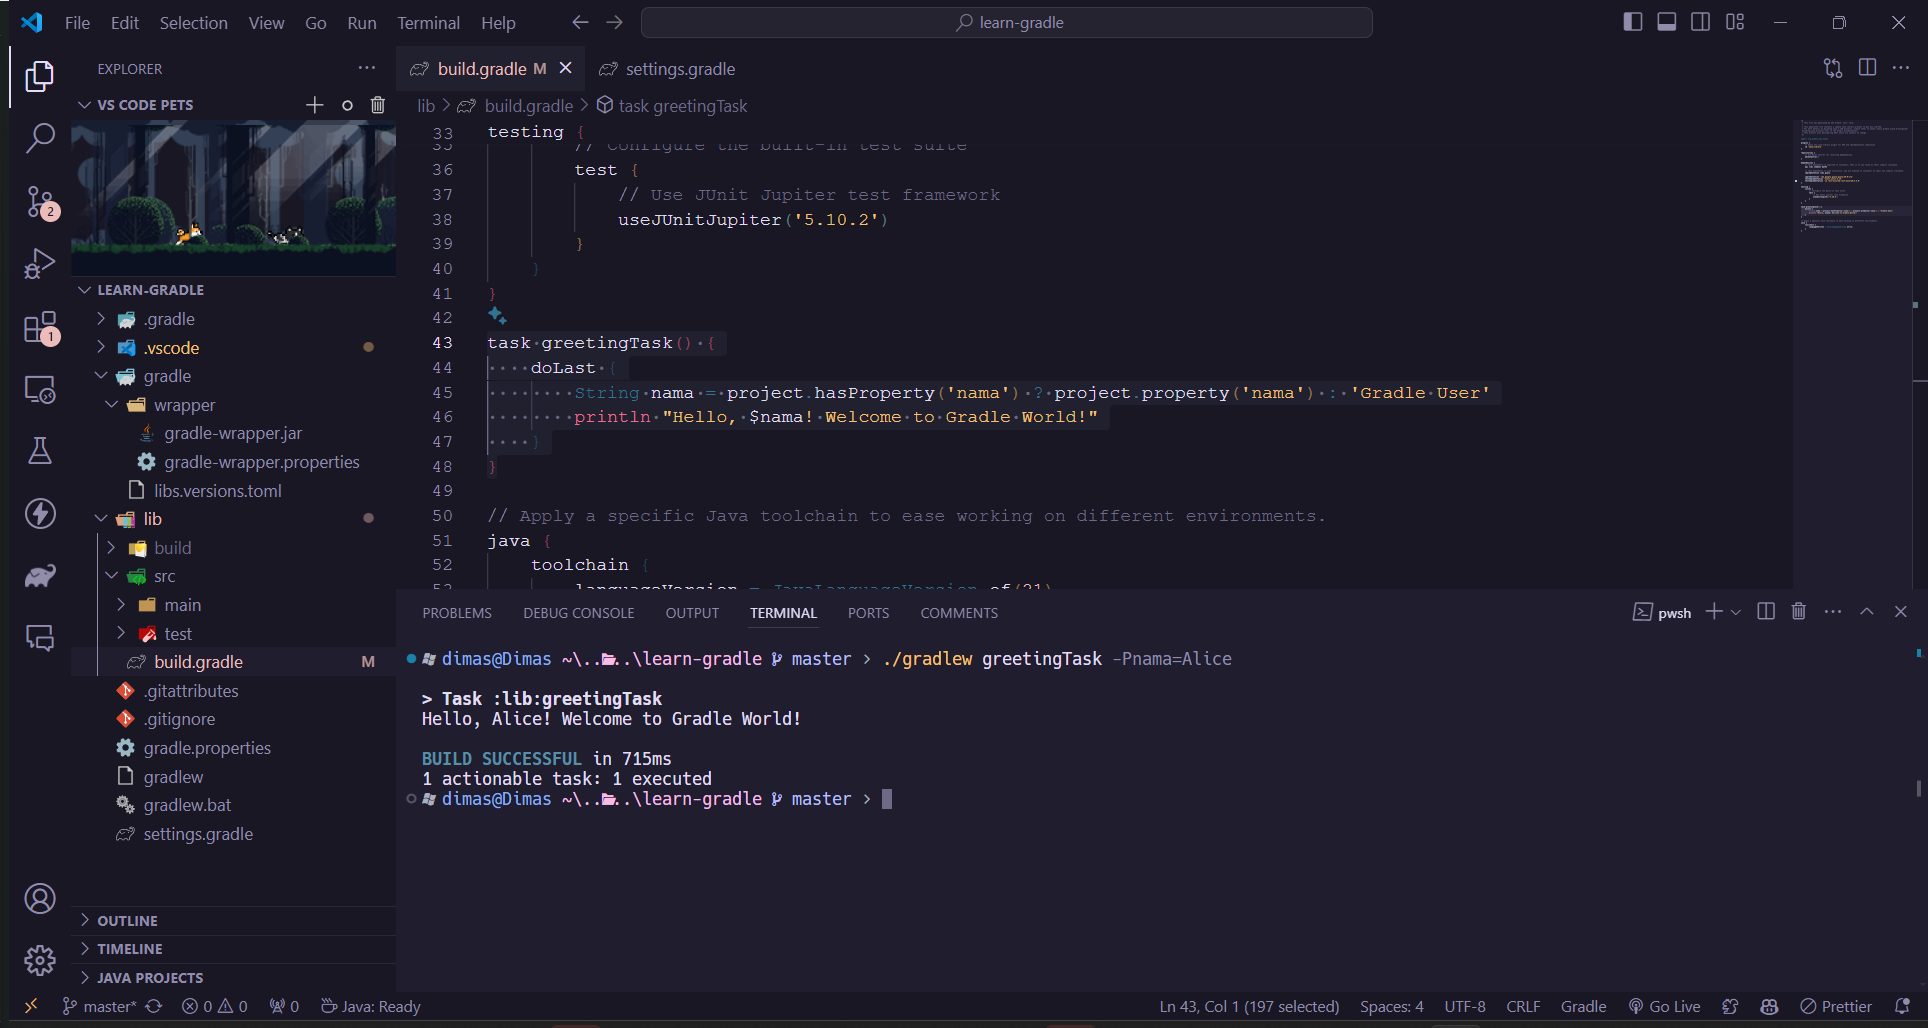 File Edit Selection View Go Run Terminal Help
learn-gradle
EXPLORER
VS CODE PETS
LEARN-GRADLE
.gradle
.vscode
gradle
wrapper
gradle-wrapper.jar
gradle-wrapper.properties
libs.versions.toml
lib
build
src
main
test
build.gradle M
.gitattributes
.gitignore
gradle.properties
gradlew
gradlew.bat
settings.gradle
OUTLINE
TIMELINE
JAVA PROJECTS
2
1
build.gradle M
settings.gradle
lib > build.gradle > task greetingTask
33 testing {
35 // Configure the built-in test suite
36 test {
37 // Use JUnit Jupiter test framework
38 useJUnitJupiter('5.10.2')
39 }
40 }
41 }
42
43 task greetingTask() {
44 doLast {
45 String nama = project.hasProperty('nama') ? project.property('nama') : 'Gradle User'
46 println "Hello, $nama! Welcome to Gradle World!"
47 }
48 }
49
50 // Apply a specific Java toolchain to ease working on different environments.
51 java {
52 toolchain {
53 languageVersion = JavaLanguageVersion.of(21)
PROBLEMS DEBUG CONSOLE OUTPUT TERMINAL PORTS COMMENTS
pwsh
dimas@Dimas ~\..\..\learn-gradle master > ./gradlew greetingTask -Pnama=Alice
> Task :lib:greetingTask
Hello, Alice! Welcome to Gradle World!
BUILD SUCCESSFUL in 715ms
1 actionable task: 1 executed
dimas@Dimas ~\..\..\learn-gradle master >
master* 0 0 0 Java: Ready
Ln 43, Col 1 (197 selected) Spaces: 4 UTF-8 CRLF Gradle Go Live Prettier